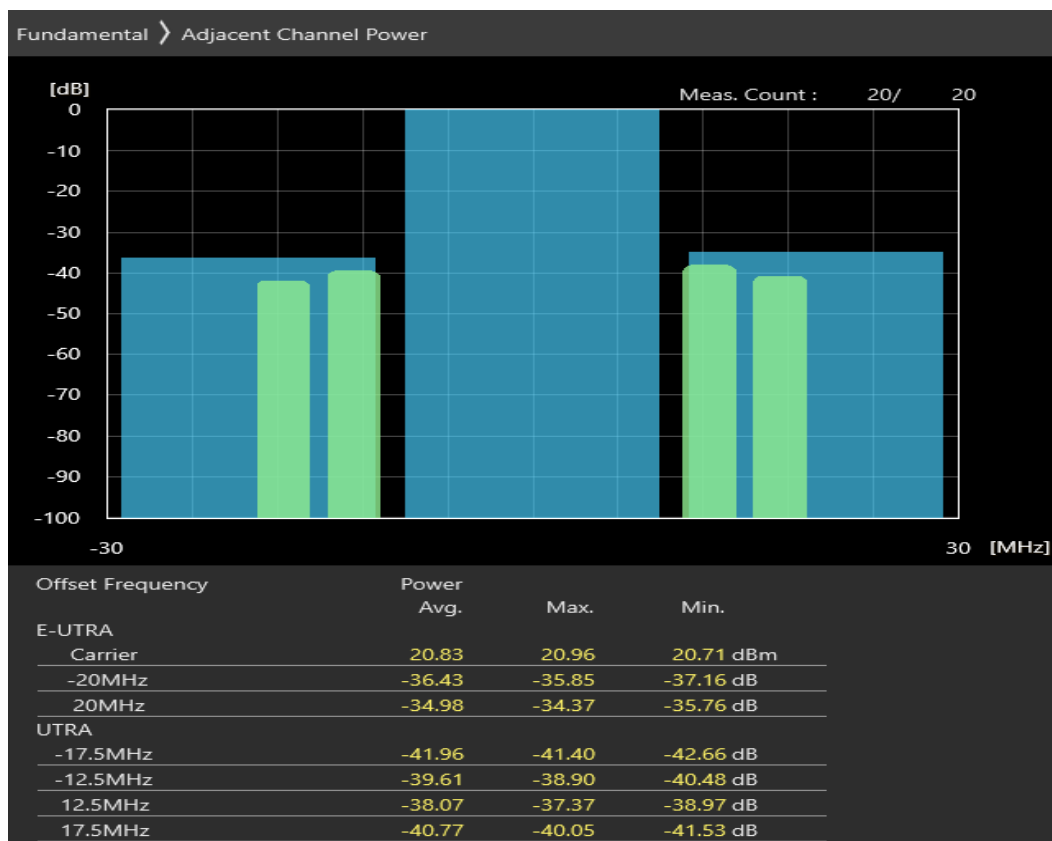 Fundamental 〉 Adjacent Channel Power
[dB]
Meas. Count : 20/ 20
0
-10
-20
-30
-40
-50
-60
-70
-80
-90
-100
-30 30 [MHz]
Offset Frequency Power
Avg. Max. Min.
E-UTRA
Carrier 20.83 20.96 20.71 dBm
-20MHz -36.43 -35.85 -37.16 dB
20MHz -34.98 -34.37 -35.76 dB
UTRA
-17.5MHz -41.96 -41.40 -42.66 dB
-12.5MHz -39.61 -38.90 -40.48 dB
12.5MHz -38.07 -37.37 -38.97 dB
17.5MHz -40.77 -40.05 -41.53 dB